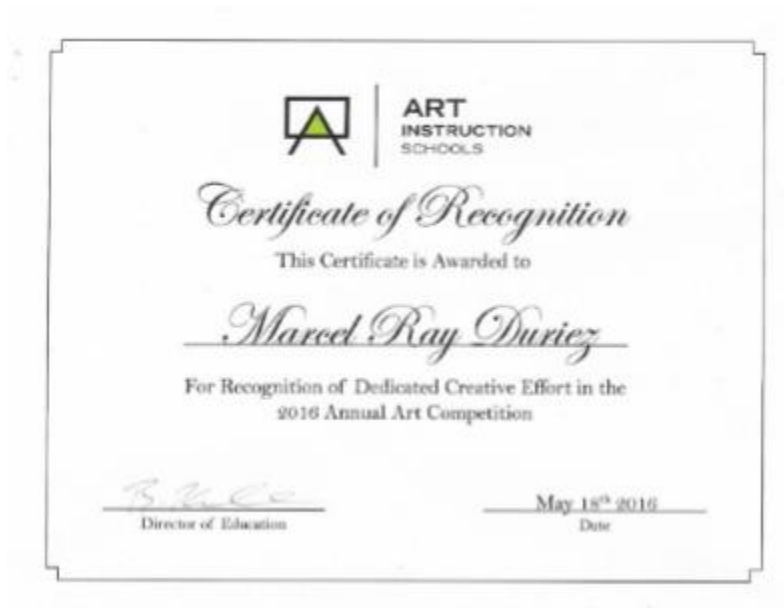 ART
INSTRUCTION
SCHOOLS
Certificate of Recognition
This Certificate is Awarded to
Marcel Ray Duriez
For Recognition of Dedicated Creative Effort in the
2016 Annual Art Competition
May 18th 2016
Director of Education
Date